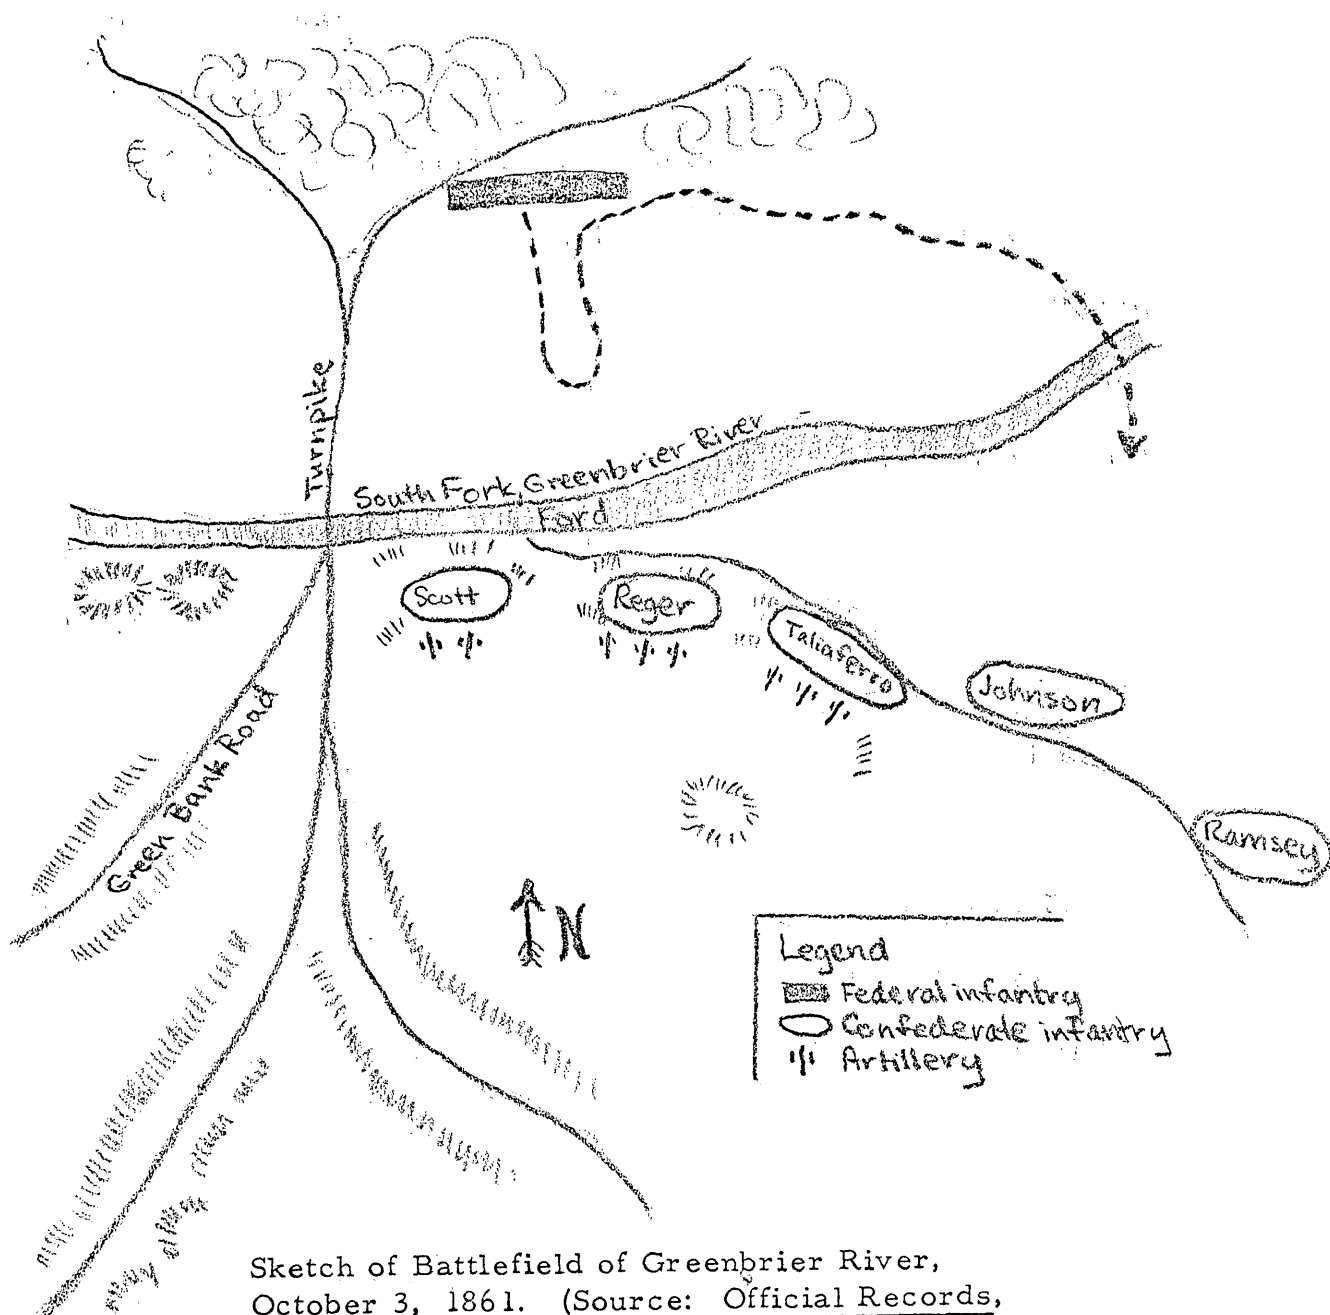 Turnpike
South Fork, Greenbrier River
Ford
Scott
Reger
Taliaferro
Johnson
Ramsey
Green Bank Road
N
Legend
Federal infantry
Confederate infantry
Artillery
Sketch of Battlefield of Greenbrier River,
October 3, 1861. (Source: Official Records,